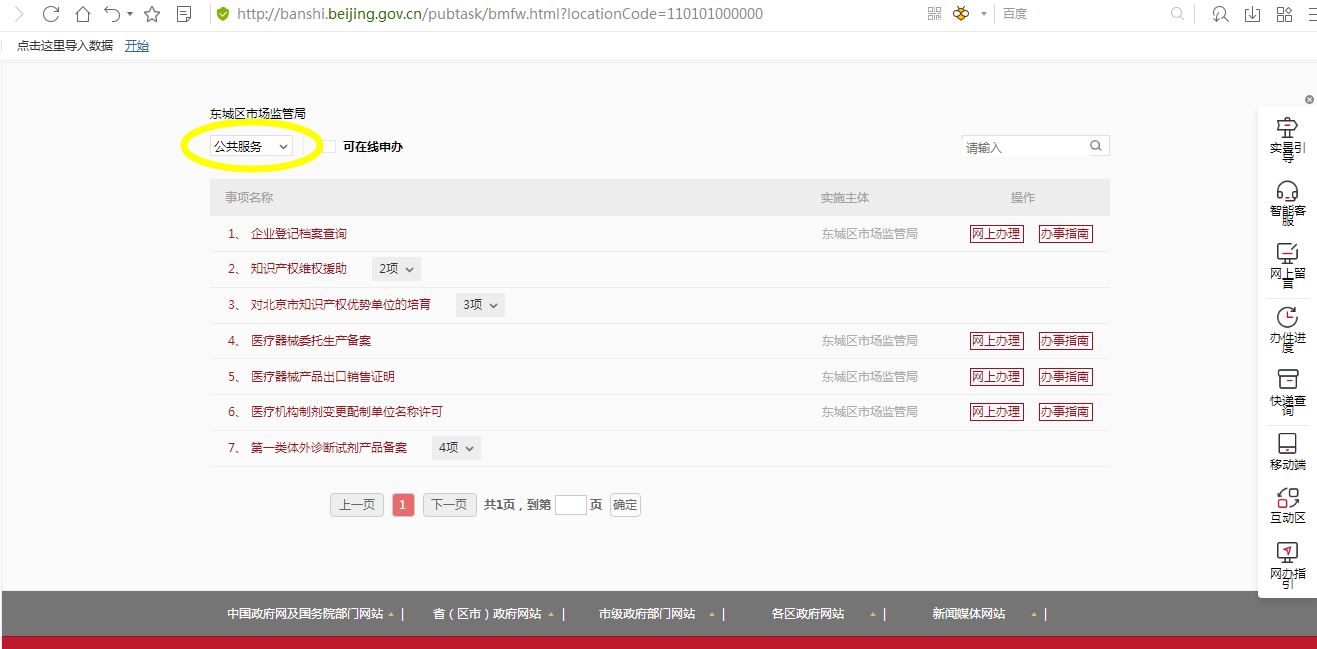 http://banshi.beijing.gov.cn/pubtask/bmfw.html?locationCode=110101000000
百度
点击这里导入数据 开始
东城区市场监管局
公共服务
可在线申办
请输入
事项名称 实施主体 操作
1、 企业登记档案查询 东城区市场监管局 网上办理 办事指南
2、 知识产权维权援助 2项
3、 对北京市知识产权优势单位的培育 3项
4、 医疗器械委托生产备案 东城区市场监管局 网上办理 办事指南
5、 医疗器械产品出口销售证明 东城区市场监管局 网上办理 办事指南
6、 医疗机构制剂变更配制单位名称许可 东城区市场监管局 网上办理 办事指南
7、 第一类体外诊断试剂产品备案 4项
上一页 1 下一页 共1页，到第 页 确定
实景引
导
智能客
服
网上留
言
办件进
度
快递查
询
移动端
互动区
网办指
引
中国政府网及国务院部门网站 | 省（区市）政府网站 | 市级政府部门网站 | 各区政府网站 | 新闻媒体网站 |